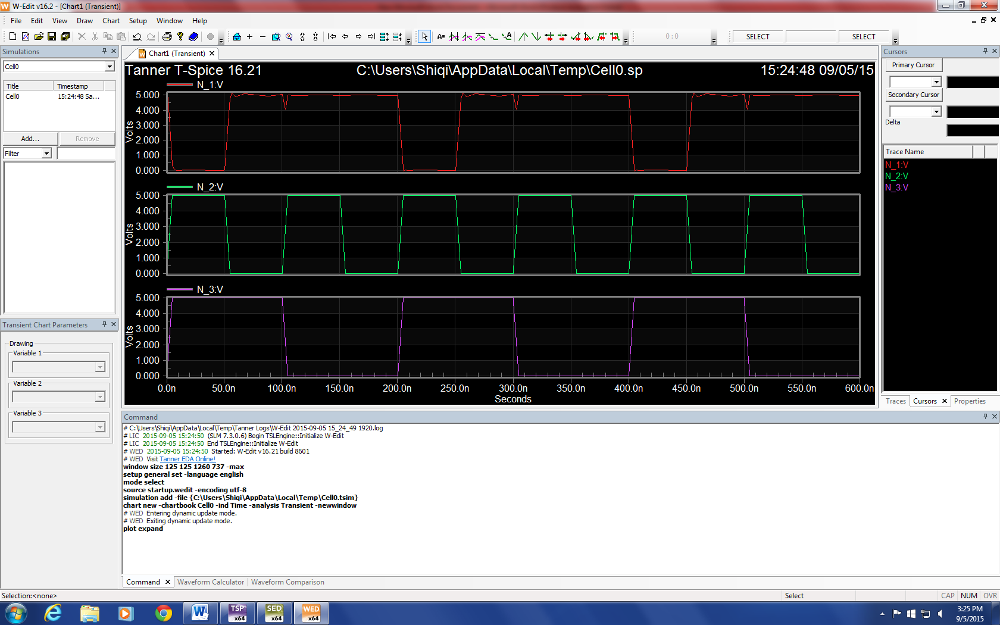 W-Edit v16.2 - [Chart1 (Transient)]
File Edit View Draw Chart Setup Window Help
0 : 0
SELECT
SELECT
Simulations
Cell0
Title Timestamp
Cell0 15:24:48 Sa...
Add... Remove
Filter
Transient Chart Parameters
Drawing
Variable 1
Variable 2
Variable 3
Chart1 (Transient)
Tanner T-Spice 16.21 C:\Users\Shiqi\AppData\Local\Temp\Cell0.sp 15:24:48 09/05/15
N_1:V
5.000
4.000
3.000
2.000
1.000
0.000
Volts
N_2:V
5.000
4.000
3.000
2.000
1.000
0.000
Volts
N_3:V
5.000
4.000
3.000
2.000
1.000
0.000
Volts
0.0n 50.0n 100.0n 150.0n 200.0n 250.0n 300.0n 350.0n 400.0n 450.0n 500.0n 550.0n 600.0n
Seconds
Cursors
Primary Cursor
Secondary Cursor
Delta
Trace Name
N_1:V
N_2:V
N_3:V
Traces Cursors Properties
Command
# C:\Users\Shiqi\AppData\Local\Temp\Tanner Logs\W-Edit 2015-09-05 15_24_49 1920.log
# LIC 2015-09-05 15:24:50 (SLM 7.3.0.6) Begin TSLEngine::Initialize W-Edit
# LIC 2015-09-05 15:24:50 End TSLEngine::Initialize W-Edit
# WED 2015-09-05 15:24:50 Started: W-Edit v16.21 build 8601
# WED Visit Tanner EDA Online!
window size 125 125 1260 737 -max
setup general set -language english
mode select
source startup.wedit -encoding utf-8
simulation add -file {C:\Users\Shiqi\AppData\Local\Temp\Cell0.tsim}
chart new -chartbook Cell0 -ind Time -analysis Transient -newwindow
# WED Entering dynamic update mode.
# WED Exiting dynamic update mode.
plot expand
Command Waveform Calculator Waveform Comparison
Selection:<none> Select CAP NUM OVR
TSP x64
SED x64
WED x64
3:25 PM
9/5/2015